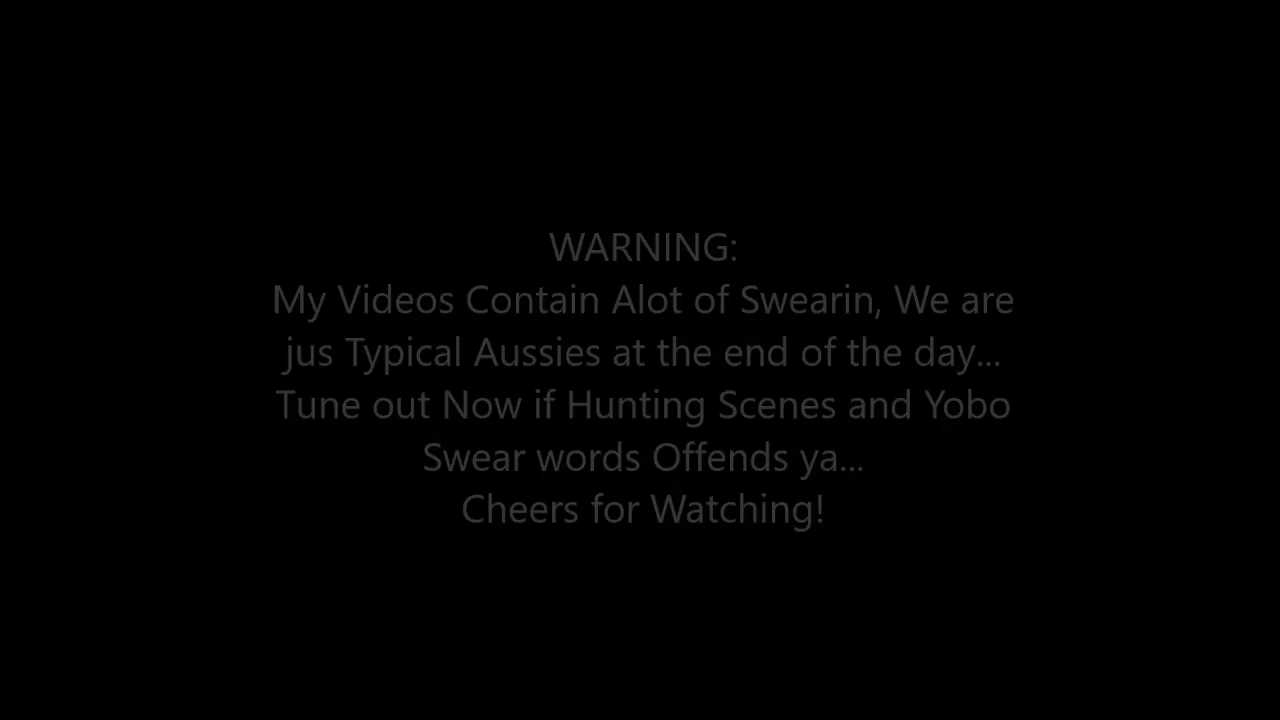 WARNING:
My Videos Contain Alot of Swearin, We are
jus Typical Aussies at the end of the day...
Tune out Now if Hunting Scenes and Yobo
Swear words Offends ya...
Cheers for Watching!